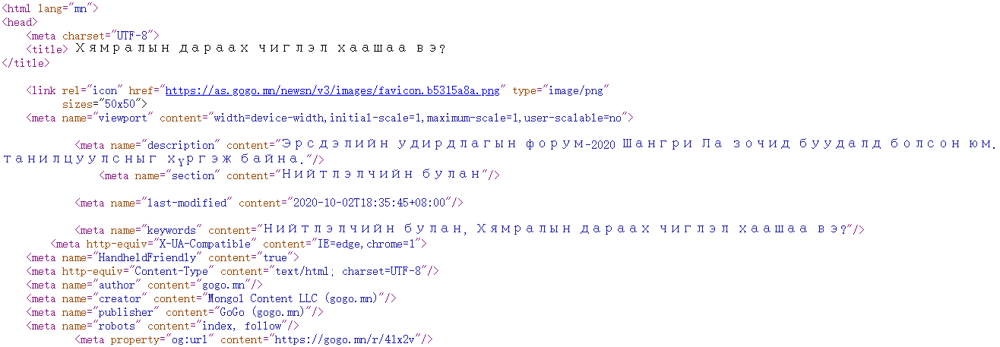 <html lang="mn">
<head>
<meta charset="UTF-8">
<title> Хямралын дараах чиглэл хаашаа вэ?
</title>
<link rel="icon" href="https://as.gogo.mn/newsn/v3/images/favicon.b5315a8a.png" type="image/png"
sizes="50x50">
<meta name="viewport" content="width=device-width,initial-scale=1,maximum-scale=1,user-scalable=no">
<meta name="description" content="Эрсдэлийн удирдлагын форум-2020 Шангри Ла зочид буудалд болсон юм.
танилцуулсныг хүргэж байна."/>
<meta name="section" content="Нийтлэлчийн булан"/>
<meta name="last-modified" content="2020-10-02T18:35:45+08:00"/>
<meta name="keywords" content="Нийтлэлчийн булан, Хямралын дараах чиглэл хаашаа вэ?"/>
<meta http-equiv="X-UA-Compatible" content="IE=edge,chrome=1">
<meta name="HandheldFriendly" content="true">
<meta http-equiv="Content-Type" content="text/html; charset=UTF-8"/>
<meta name="author" content="gogo.mn"/>
<meta name="creator" content="Mongol Content LLC (gogo.mn)"/>
<meta name="publisher" content="GoGo (gogo.mn)"/>
<meta name="robots" content="index, follow"/>
<meta property="og:url" content="https://gogo.mn/r/41x2v"/>